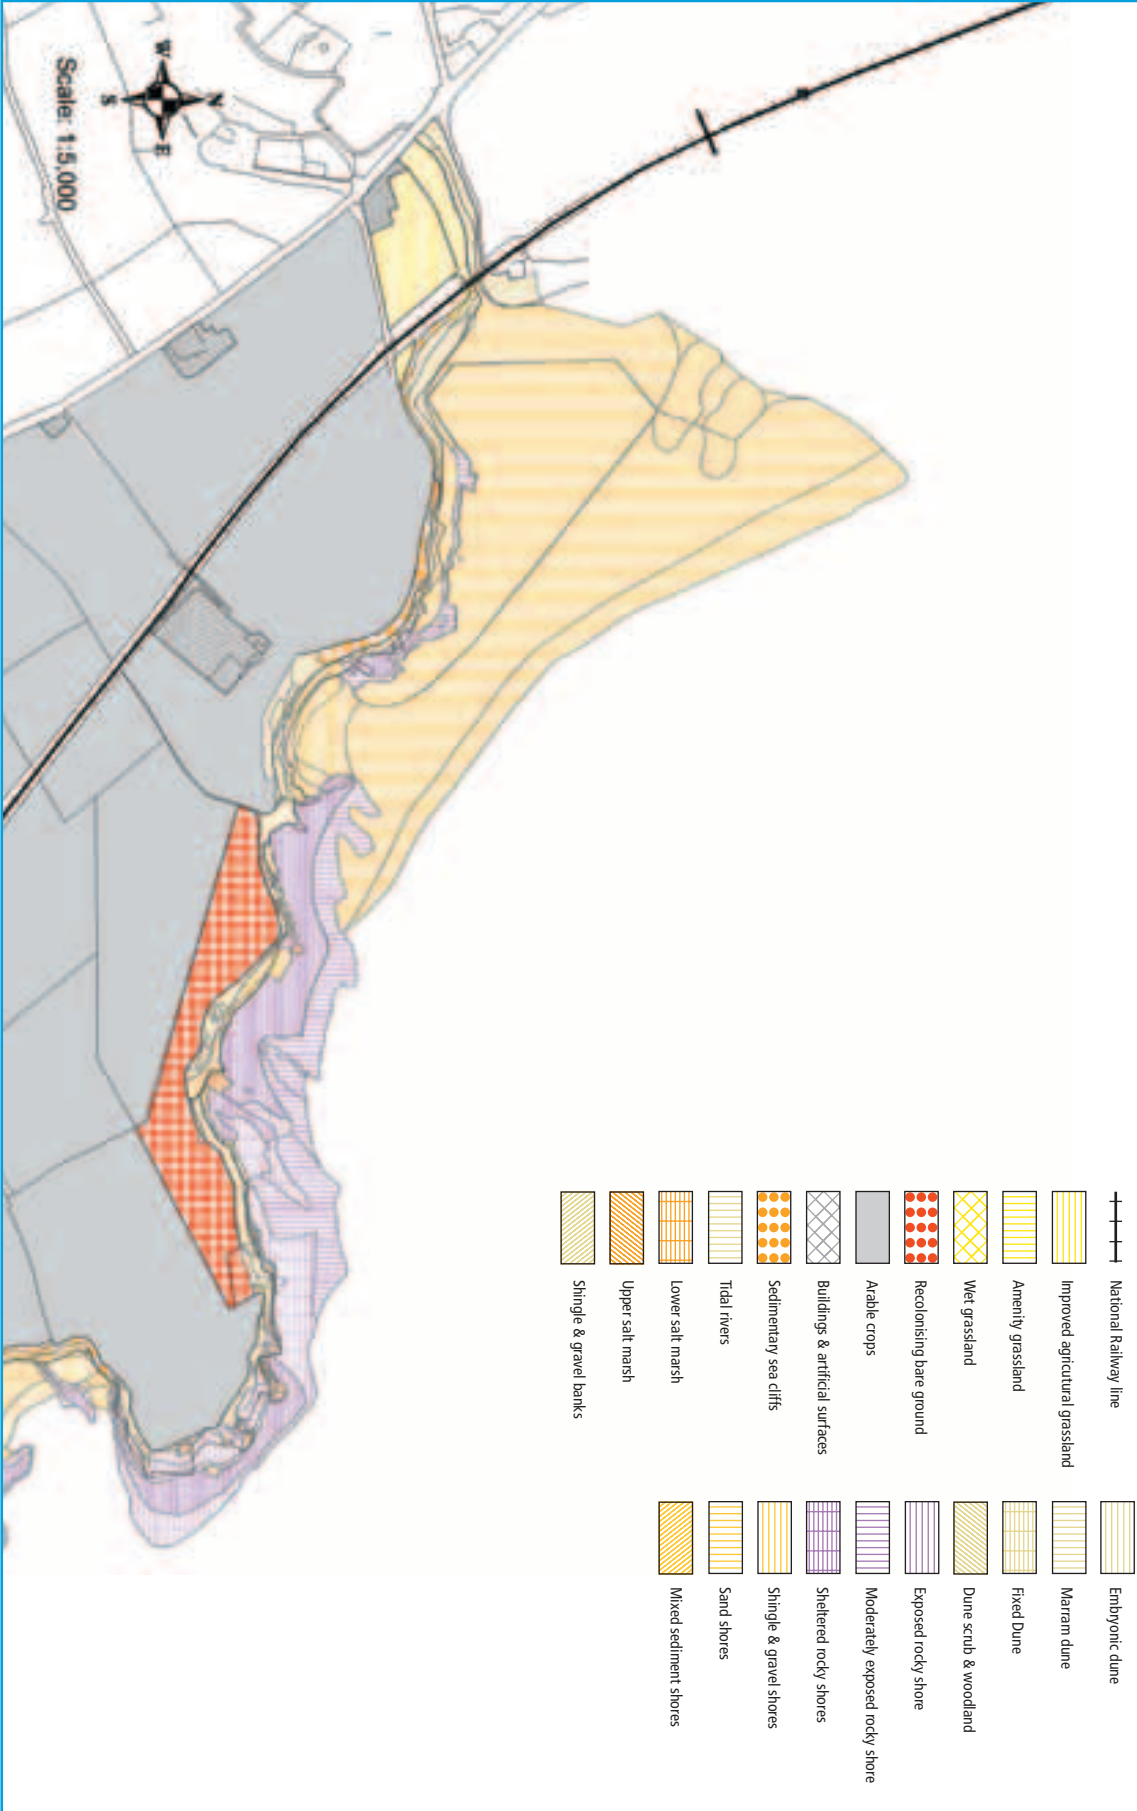 W
N
S
E
Scale: 1:5,000
National Railway line
Improved agricutural grassland
Amenity grassland
Wet grassland
Recolonising bare ground
Arable crops
Buildings & artificial surfaces
Sedimentary sea cliffs
Tidal rivers
Lower salt marsh
Upper salt marsh
Shingle & gravel banks
Embryonic dune
Marram dune
Fixed Dune
Dune scrub & woodland
Exposed rocky shore
Moderately exposed rocky shore
Sheltered rocky shores
Shingle & gravel shores
Sand shores
Mixed sediment shores